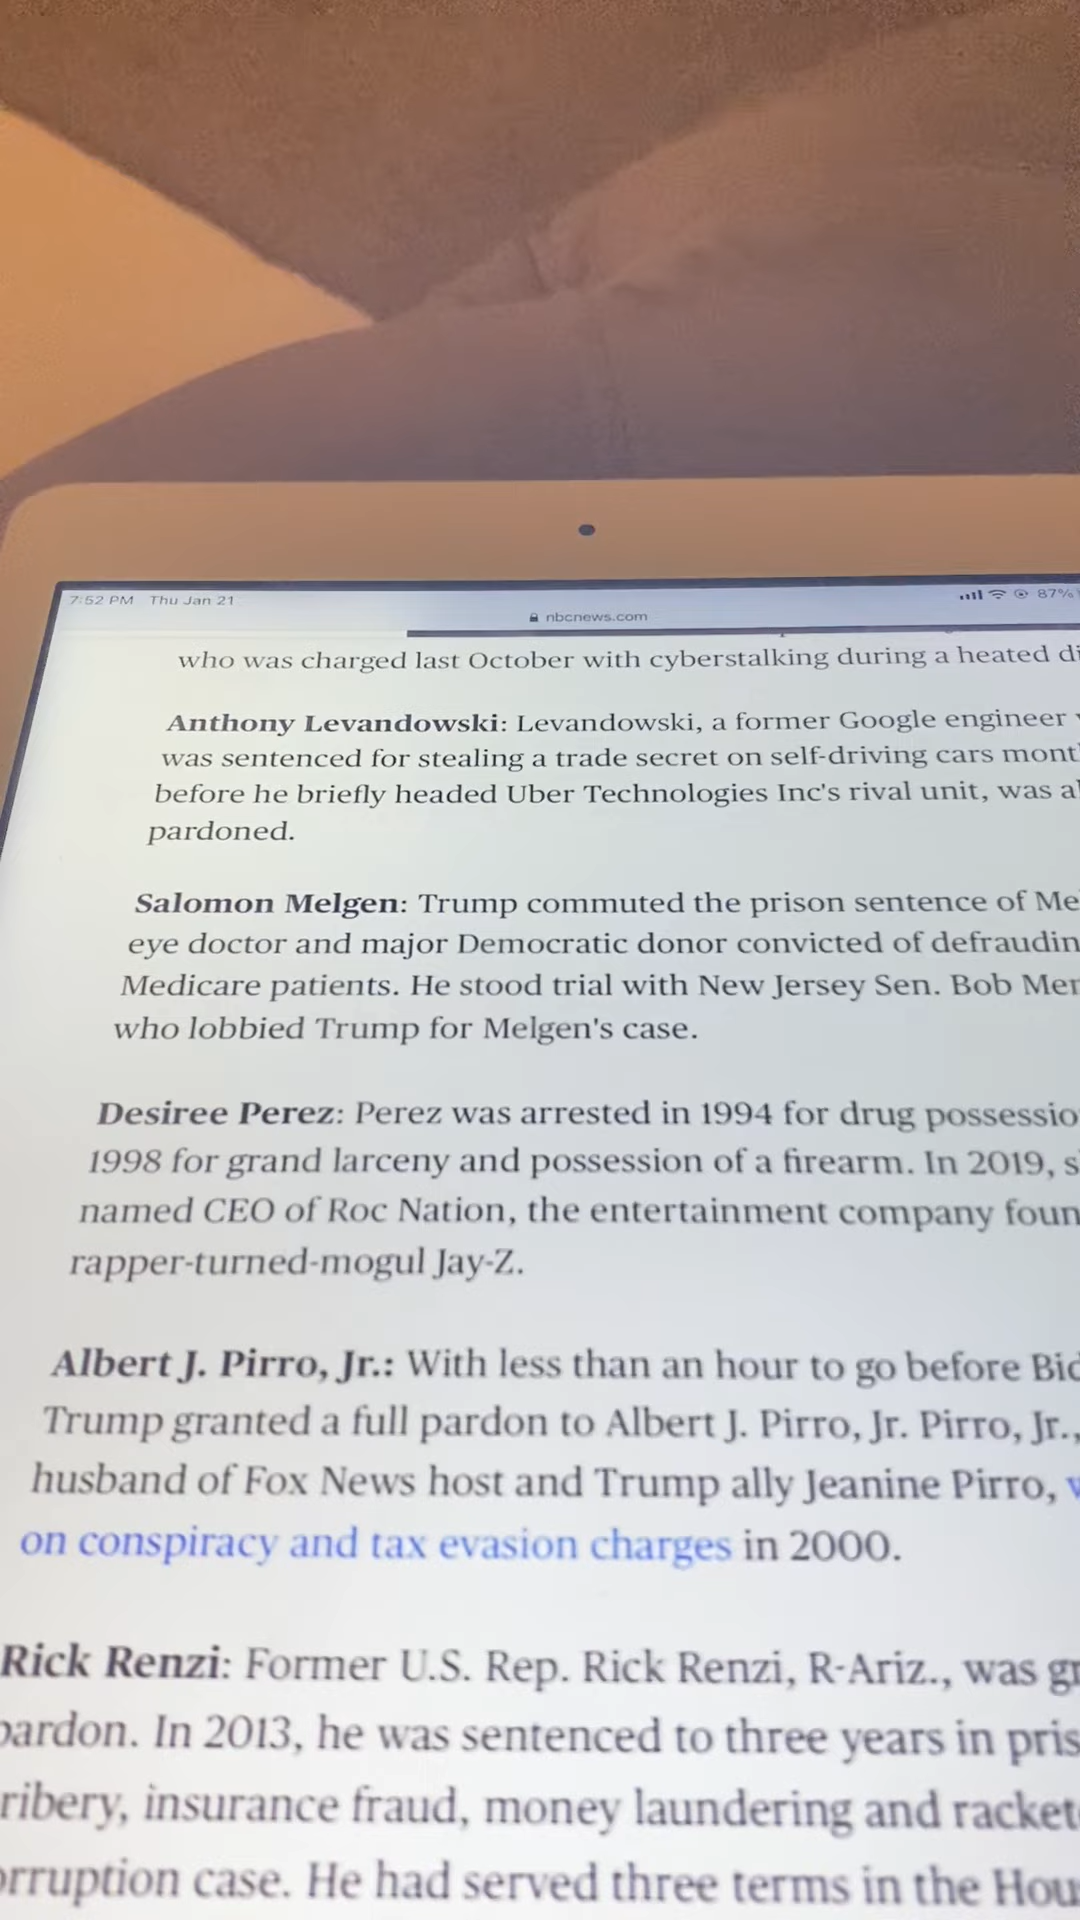 7:52 PM Thu Jan 21
87%
nbcnews.com
who was charged last October with cyberstalking during a heated
Anthony Levandowski: Levandowski, a former Google engineer
was sentenced for stealing a trade secret on self-driving cars
before he briefly headed Uber Technologies Inc's rival unit, was
pardoned.
Salomon Melgen: Trump commuted the prison sentence of
eye doctor and major Democratic donor convicted of
Medicare patients. He stood trial with New Jersey Sen. Bob
who lobbied Trump for Melgen's case.
Desiree Perez: Perez was arrested in 1994 for drug
1998 for grand larceny and possession of a firearm. In 2019,
named CEO of Roc Nation, the entertainment company
rapper-turned-mogul Jay-Z.
Albert J. Pirro, Jr.: With less than an hour to go before
Trump granted a full pardon to Albert J. Pirro, Jr. Pirro, Jr.,
husband of Fox News host and Trump ally Jeanine Pirro,
on conspiracy and tax evasion charges in 2000.
Rick Renzi: Former U.S. Rep. Rick Renzi, R-Ariz., was
pardon. In 2013, he was sentenced to three years in
insurance fraud, money laundering and
case. He had served three terms in the